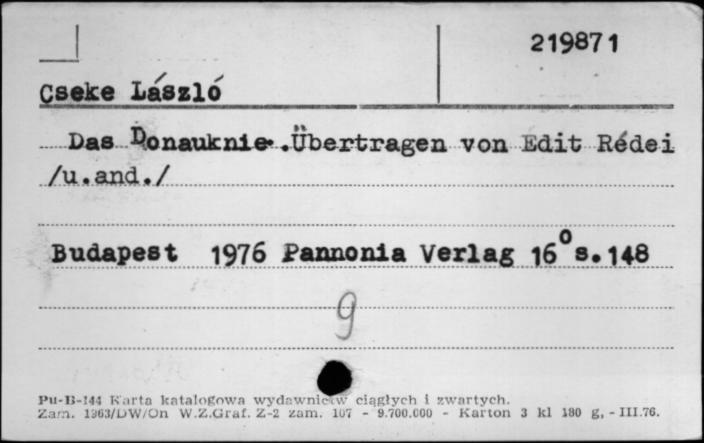 219871
Cseke László
Das Donauknie.Übertragen von Edit Rédei
/u.and./
Budapest 1976 Pannonia Verlag 16° s.148
9
Pu-B-144 Karta katalogowa wydawnictw ciągłych i zwartych.
Zam. 1363/DW/On W.Z.Graf. Z-2 zam. 107 - 9.700.000 - Karton 3 kl 180 g, - III.76.